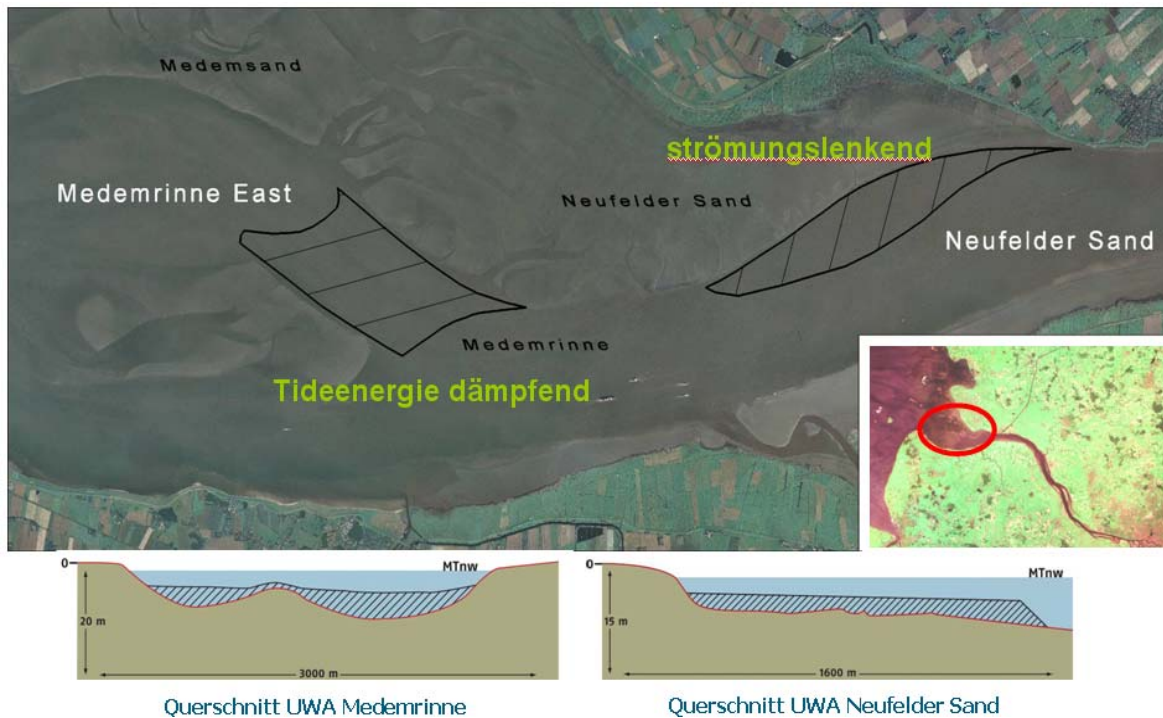 Medemsand
strömungslenkend
Medemrinne East
Neufelder Sand
Neufelder Sand
Medemrinne
Tideenergie dämpfend
0
MTnw
20 m
3000 m
Querschnitt UWA Medemrinne
0
MTnw
15 m
1600 m
Querschnitt UWA Neufelder Sand